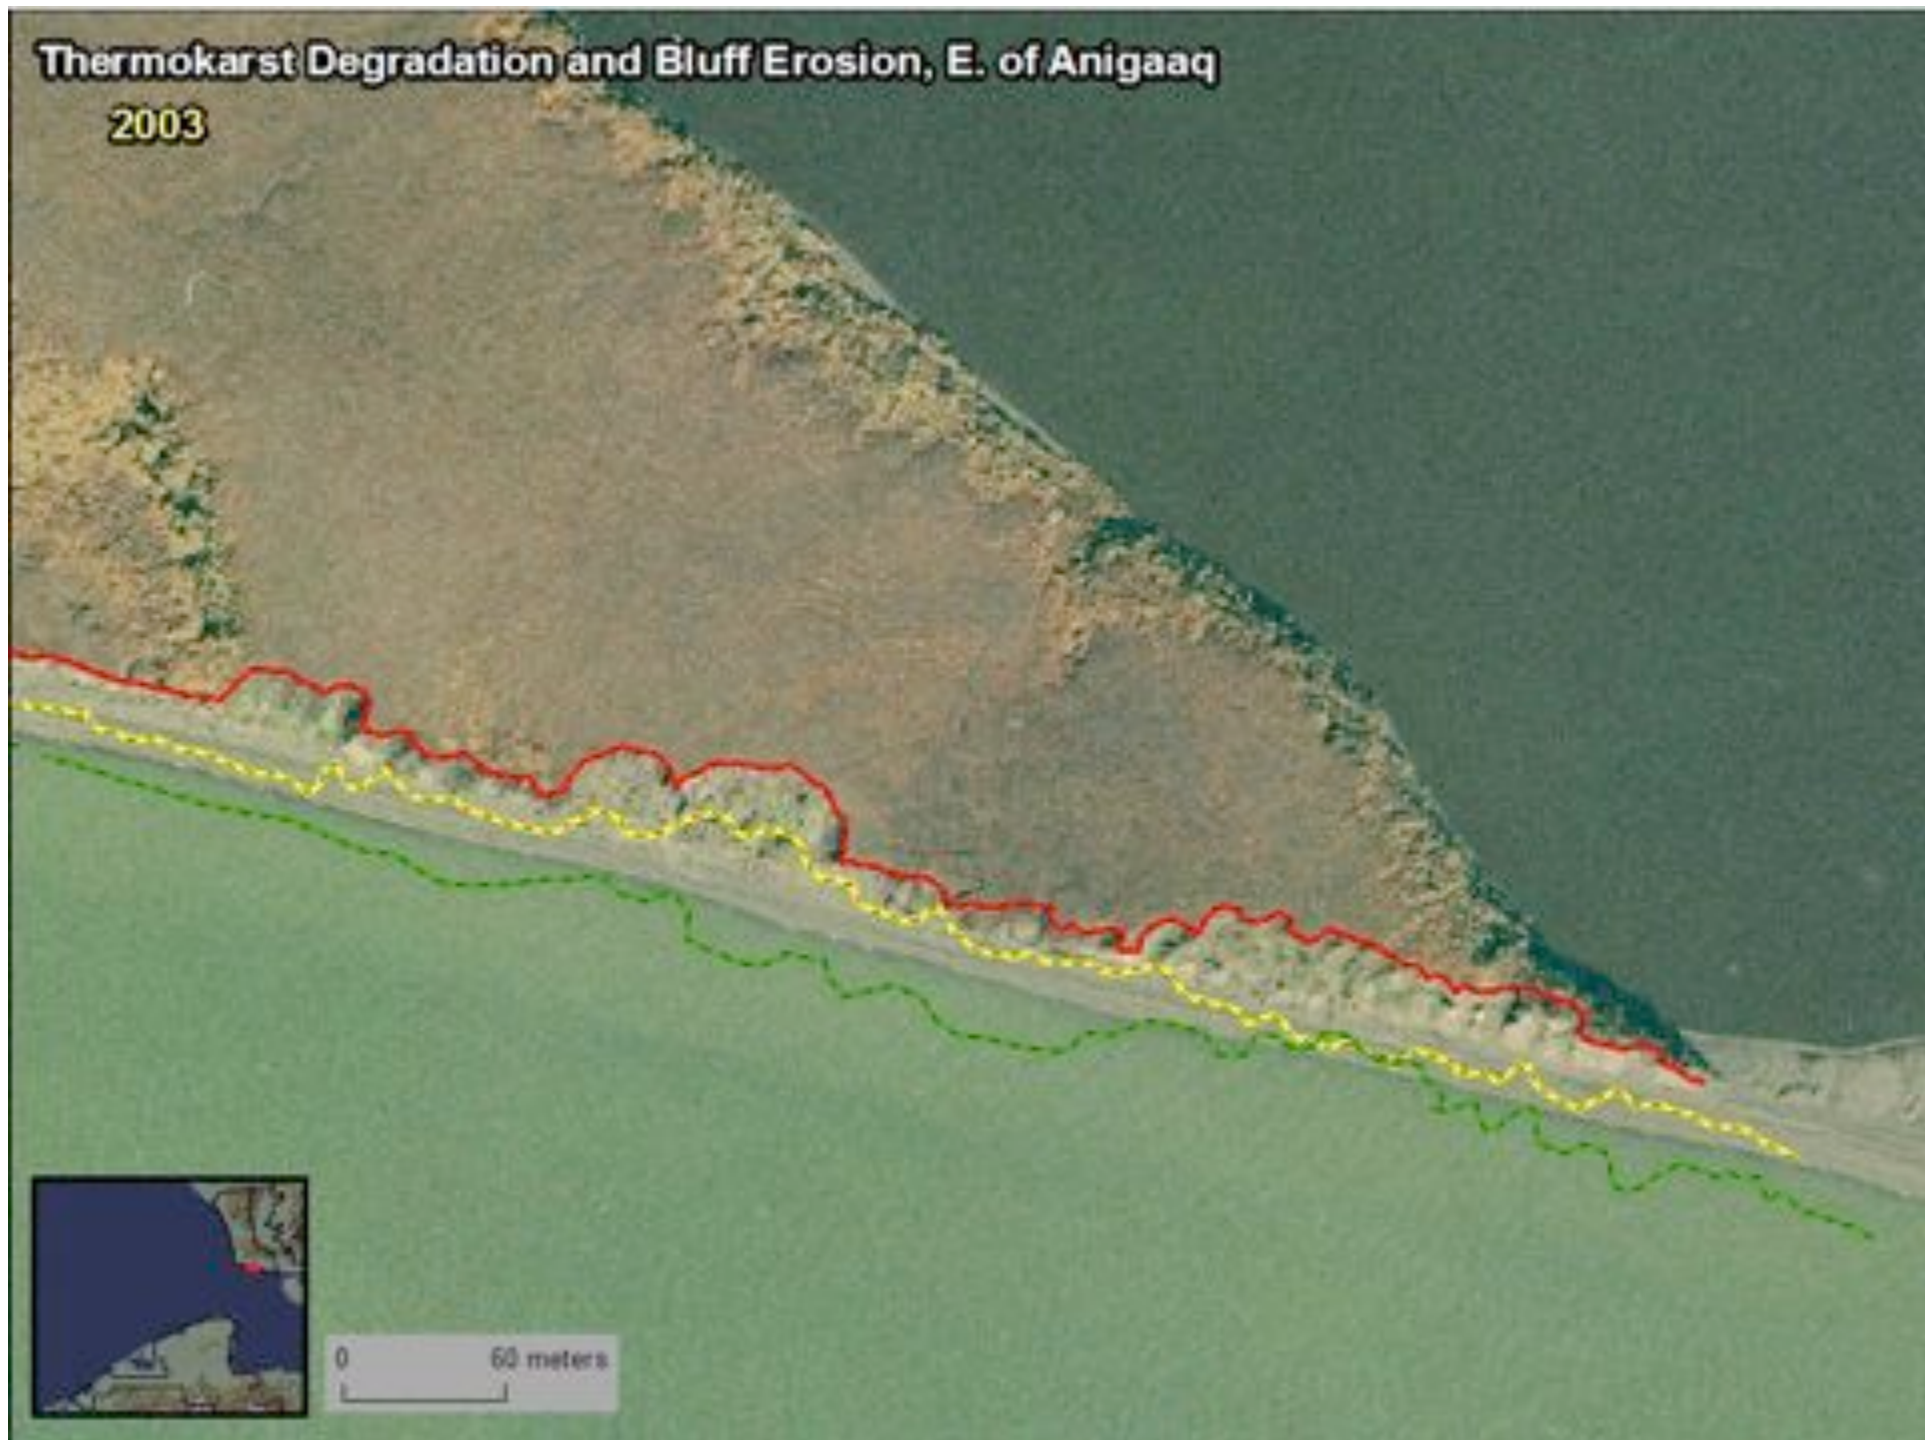 Thermokarst Degradation and Bluff Erosion, E. of Anigaaq
2003
0 60 meters